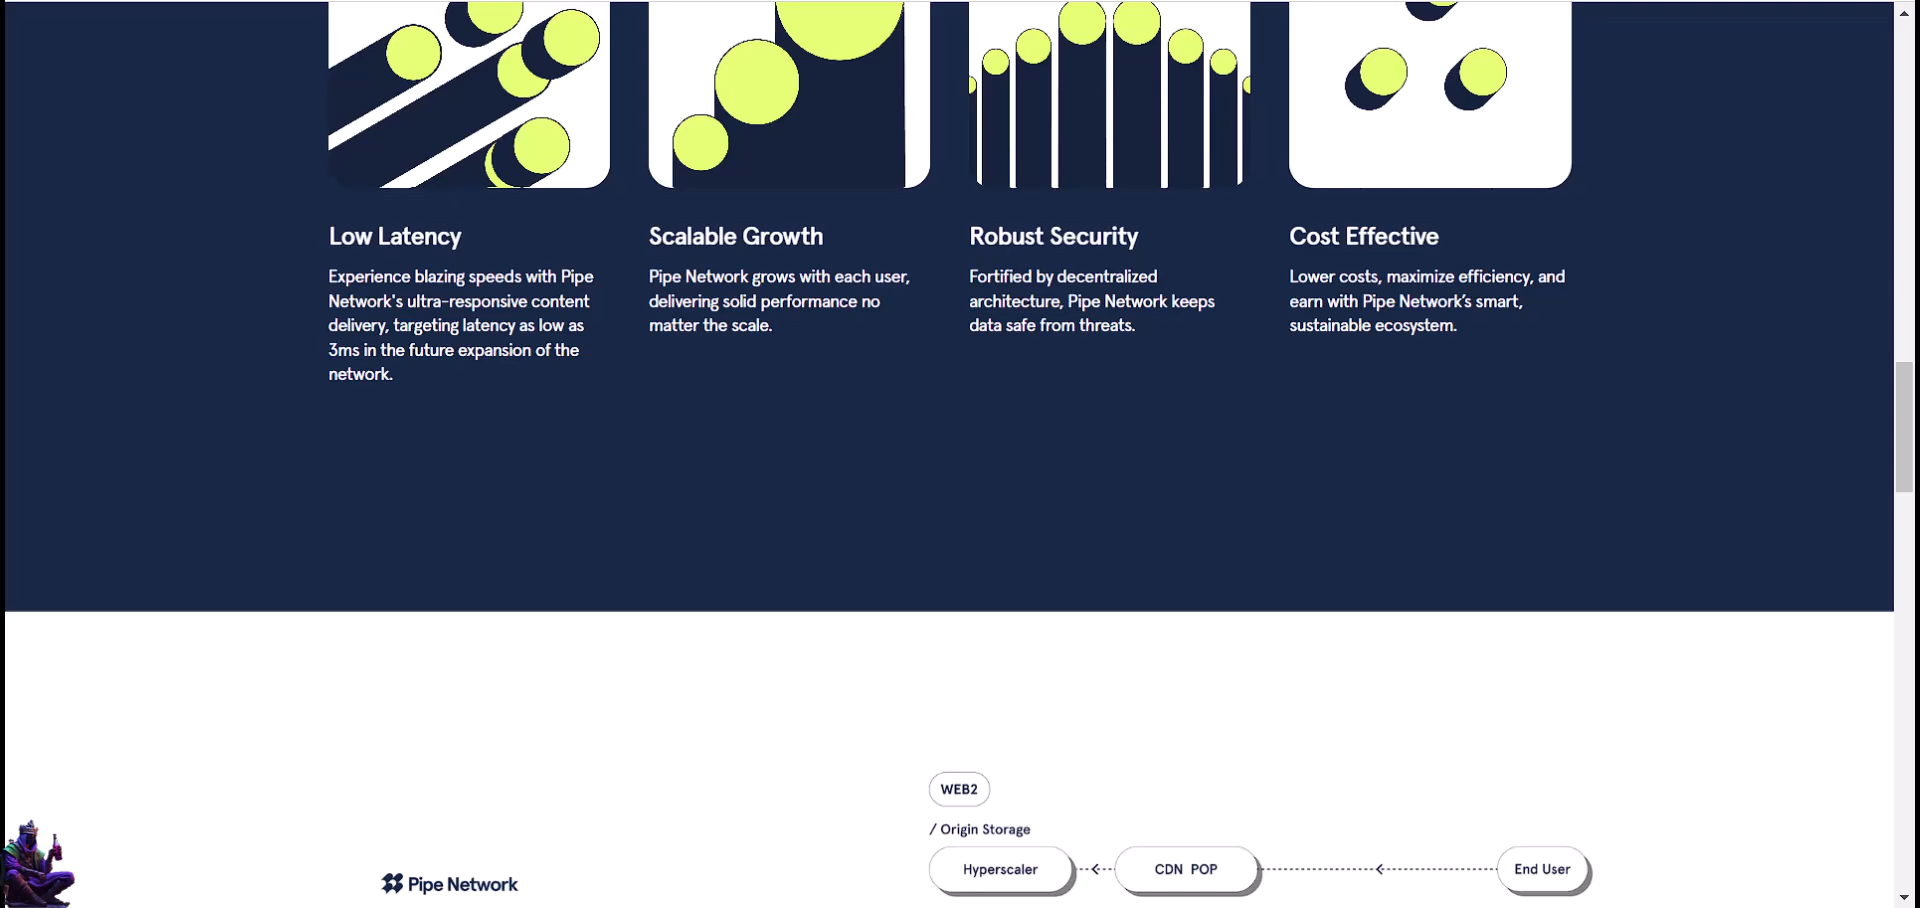 Low Latency
Experience blazing speeds with Pipe
Network's ultra-responsive content
delivery, targeting latency as low as
3ms in the future expansion of the
network.
Scalable Growth
Pipe Network grows with each user,
delivering solid performance no
matter the scale.
Robust Security
Fortified by decentralized
architecture, Pipe Network keeps
data safe from threats.
Cost Effective
Lower costs, maximize efficiency, and
earn with Pipe Network’s smart,
sustainable ecosystem.
Pipe Network
WEB2
/ Origin Storage
Hyperscaler
CDN POP
End User